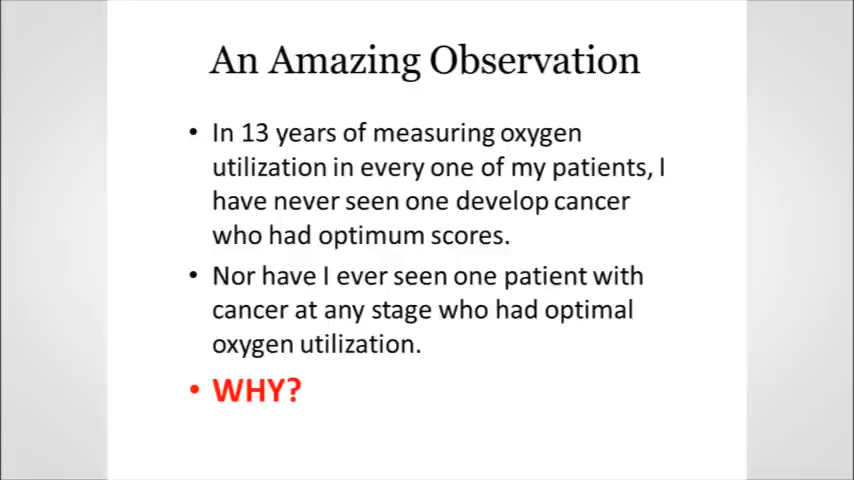 An Amazing Observation
• In 13 years of measuring oxygen
utilization in every one of my patients, I
have never seen one develop cancer
who had optimum scores.
• Nor have I ever seen one patient with
cancer at any stage who had optimal
oxygen utilization.
• WHY?